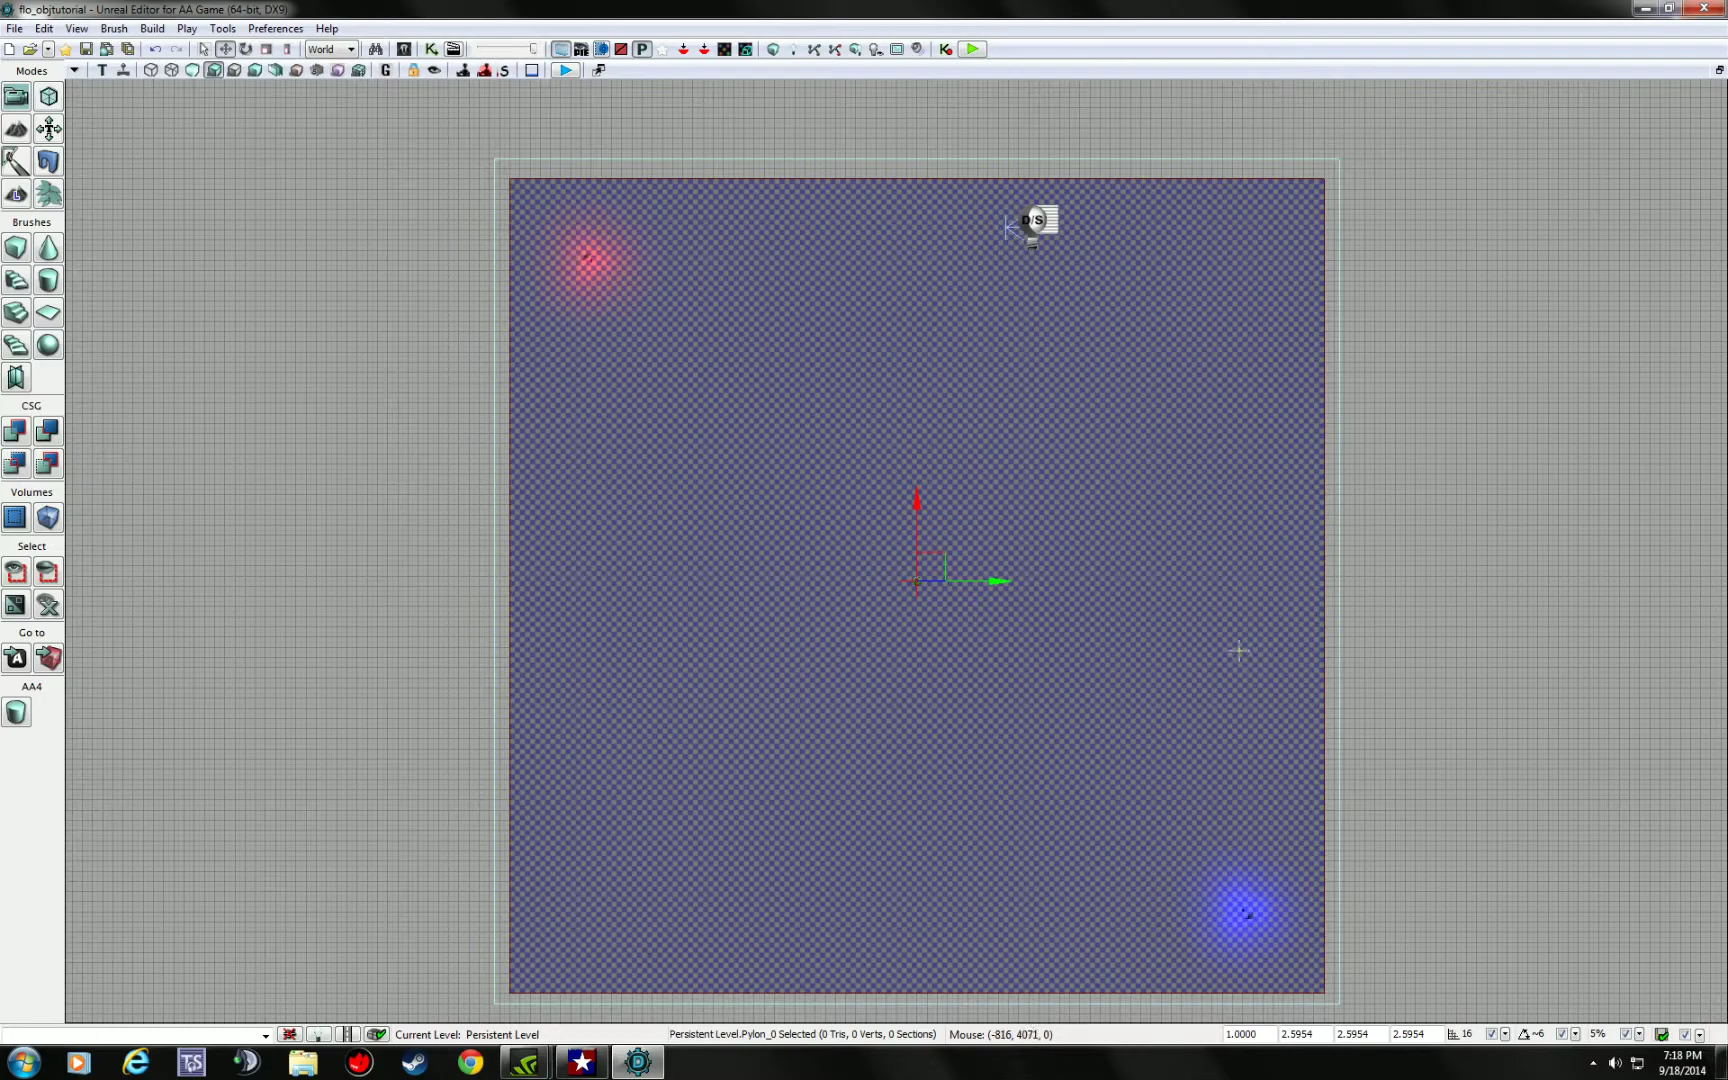 flo_objtutorial - Unreal Editor for AA Game (64-bit, DX9)
File Edit View Brush Build Play Tools Preferences Help
World
P
Modes
T G S
Brushes
D/S
CSG
Volumes
Select
Go to
A
AA4
Current Level: Persistent Level
Persistent Level.Pylon_0 Selected (0 Tris, 0 Verts, 0 Sections)
Mouse: (-816, 4071, 0)
1.0000 2.5954 2.5954 2.5954 16 ~6 5%
TS
7:18 PM
9/18/2014